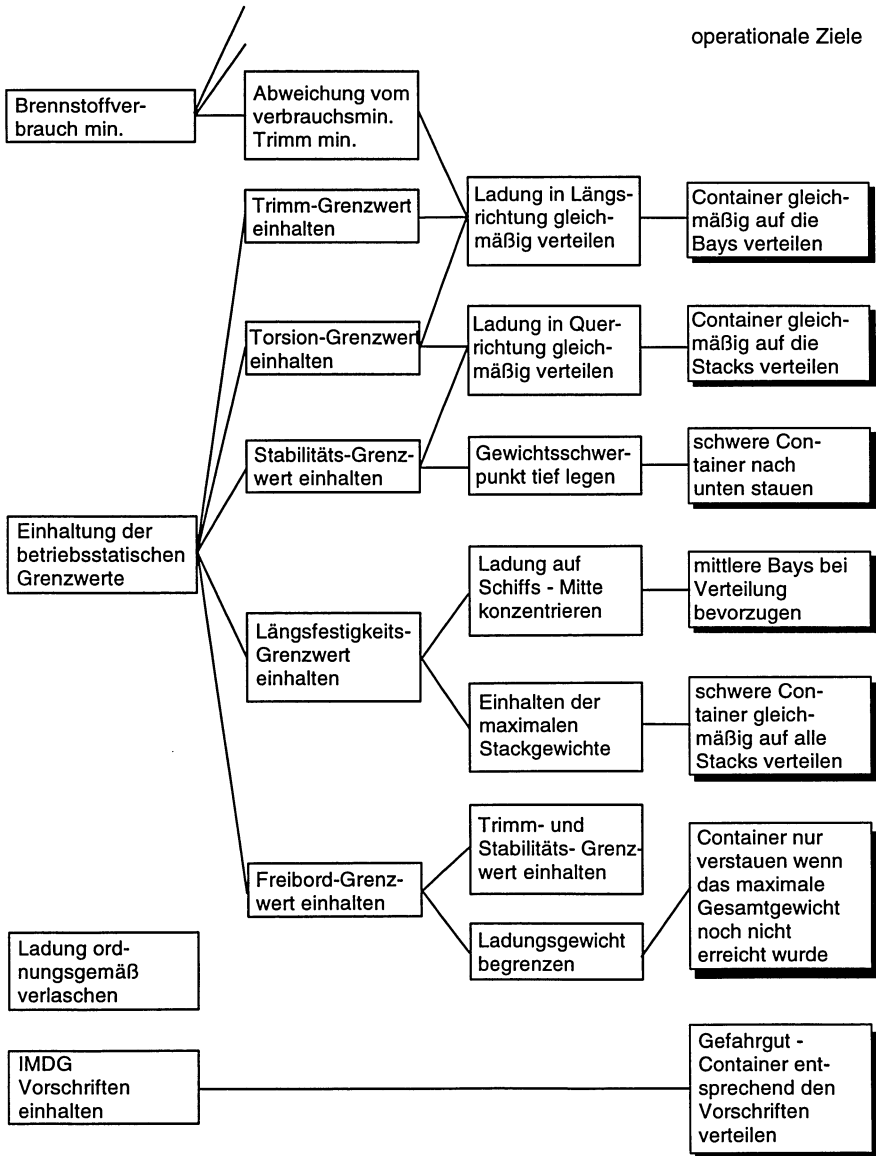 operationale Ziele
Brennstoffver-
brauch min.
Abweichung vom
verbrauchsmin.
Trimm min.
Trimm-Grenzwert
einhalten
Ladung in Längs-
richtung gleich-
mäßig verteilen
Container gleich-
mäßig auf die
Bays verteilen
Torsion-Grenzwert
einhalten
Ladung in Quer-
richtung gleich-
mäßig verteilen
Container gleich-
mäßig auf die
Stacks verteilen
Stabilitäts-Grenz-
wert einhalten
Gewichtsschwer-
punkt tief legen
schwere Con-
tainer nach
unten stauen
Einhaltung der
betriebsstatischen
Grenzwerte
Ladung auf
Schiffs - Mitte
konzentrieren
mittlere Bays bei
Verteilung
bevorzugen
Längsfestigkeits-
Grenzwert
einhalten
Einhalten der
maximalen
Stackgewichte
schwere Con-
tainer gleich-
mäßig auf alle
Stacks verteilen
Trimm- und
Stabilitäts- Grenz-
wert einhalten
Freibord-Grenz-
wert einhalten
Ladungsgewicht
begrenzen
Container nur
verstauen wenn
das maximale
Gesamtgewicht
noch nicht
erreicht wurde
Ladung ord-
nungsgemäß
verlaschen
IMDG
Vorschriften
einhalten
Gefahrgut -
Container ent-
sprechend den
Vorschriften
verteilen